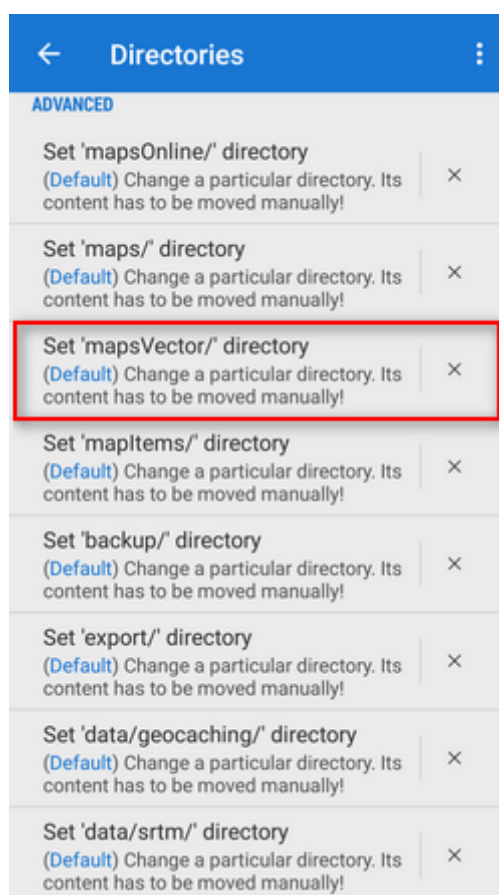 Directories
ADVANCED
Set 'mapsOnline/' directory
(Default) Change a particular directory. Its
content has to be moved manually!
Set 'maps/' directory
(Default) Change a particular directory. Its
content has to be moved manually!
Set 'mapsVector/' directory
(Default) Change a particular directory. Its
content has to be moved manually!
Set 'mapItems/' directory
(Default) Change a particular directory. Its
content has to be moved manually!
Set 'backup/' directory
(Default) Change a particular directory. Its
content has to be moved manually!
Set 'export/' directory
(Default) Change a particular directory. Its
content has to be moved manually!
Set 'data/geocaching/' directory
(Default) Change a particular directory. Its
content has to be moved manually!
Set 'data/srtm/' directory
(Default) Change a particular directory. Its
content has to be moved manually!